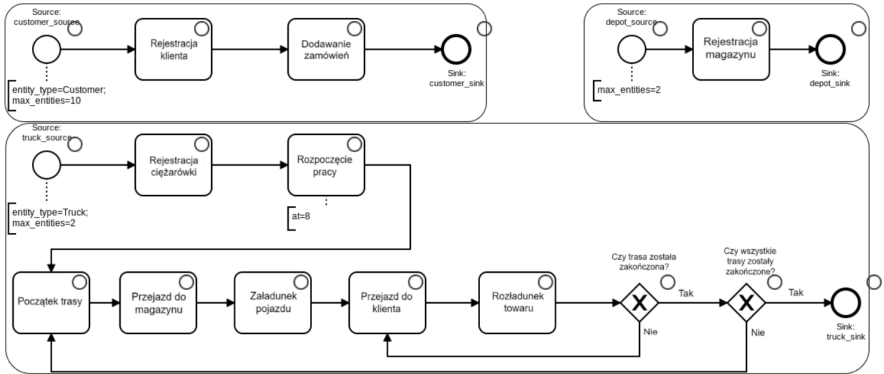 Source:
customer_source
Rejestracja
klienta
Dodawanie
zamówień
Sink:
customer_sink
entity_type=Customer;
max_entities=10
Source:
depot_source
Rejestracja
magazynu
Sink:
depot_sink
max_entities=2
Source:
truck_source
Rejestracja
ciężarówki
Rozpoczęcie
pracy
entity_type=Truck;
max_entities=2
at=8
Początek trasy
Przejazd do
magazynu
Załadunek
pojazdu
Przejazd do
klienta
Rozładunek
towaru
Czy trasa została
zakończona?
Tak
Nie
Czy wszystkie
trasy zostały
zakończone?
Tak
Nie
Sink:
truck_sink